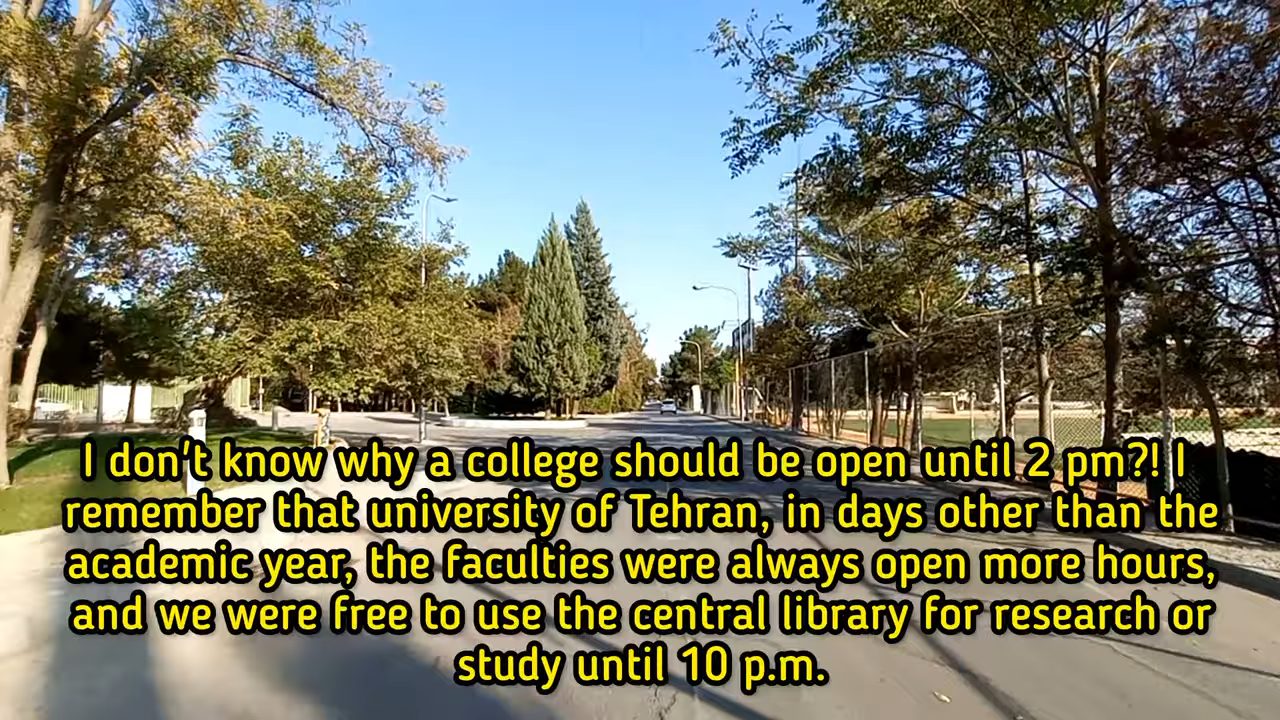 I don't know why a college should be open until 2 pm?! I
remember that university of Tehran, in days other than the
academic year, the faculties were always open more hours,
and we were free to use the central library for research or
study until 10 p.m.